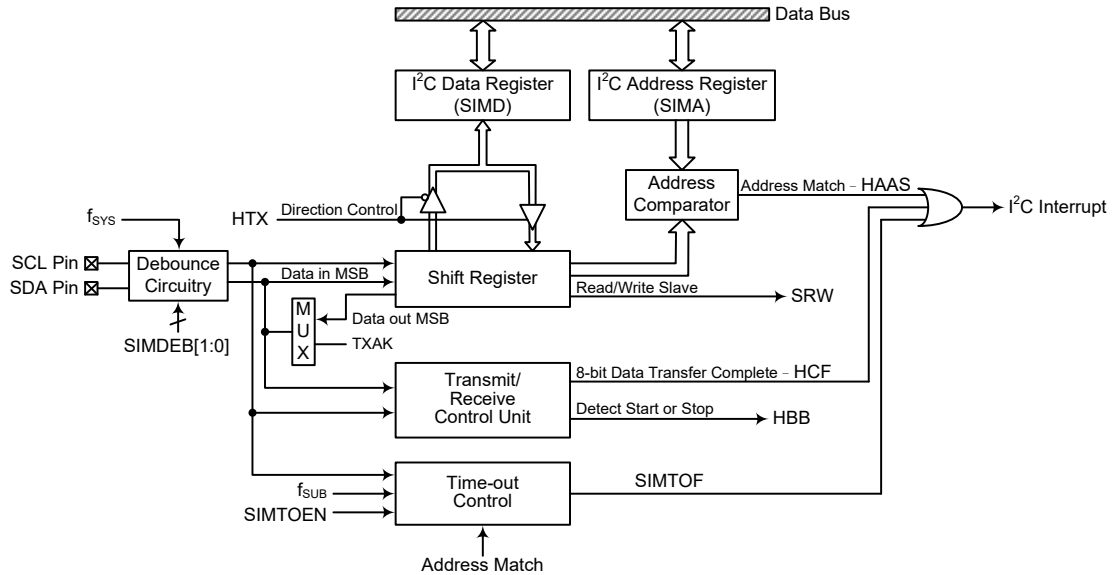 Data Bus
I²C Data Register
(SIMD)
I²C Address Register
(SIMA)
Address
Comparator
Address Match - HAAS
I²C Interrupt
HTX
Direction Control
fSYS
SCL Pin
SDA Pin
Debounce
Circuitry
SIMDEB[1:0]
Data in MSB
Shift Register
Read/Write Slave
SRW
M
U
X
Data out MSB
TXAK
Transmit/
Receive
Control Unit
8-bit Data Transfer Complete - HCF
Detect Start or Stop
HBB
Time-out
Control
fSUB
SIMTOEN
SIMTOF
Address Match